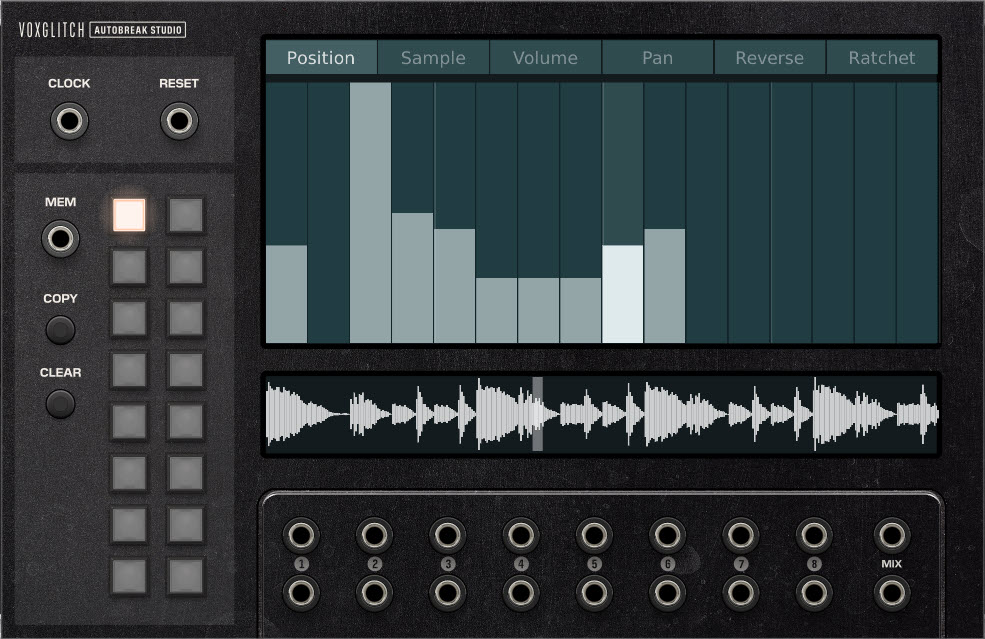 VOXGLITCH AUTOBREAK STUDIO
CLOCK RESET
MEM
COPY
CLEAR
Position Sample Volume Pan Reverse Ratchet
1 2 3 4 5 6 7 8 MIX